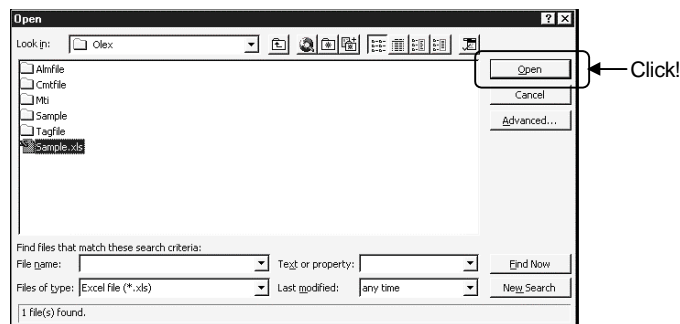 Open
Look in: Olex
Almfile
Cmtfile
Mti
Sample
Tagfile
Sample.xls
Open
Click!
Cancel
Advanced...
Find files that match these search criteria:
File name: Text or property: Find Now
Files of type: Excel file (*.xls) Last modified: any time New Search
1 file(s) found.